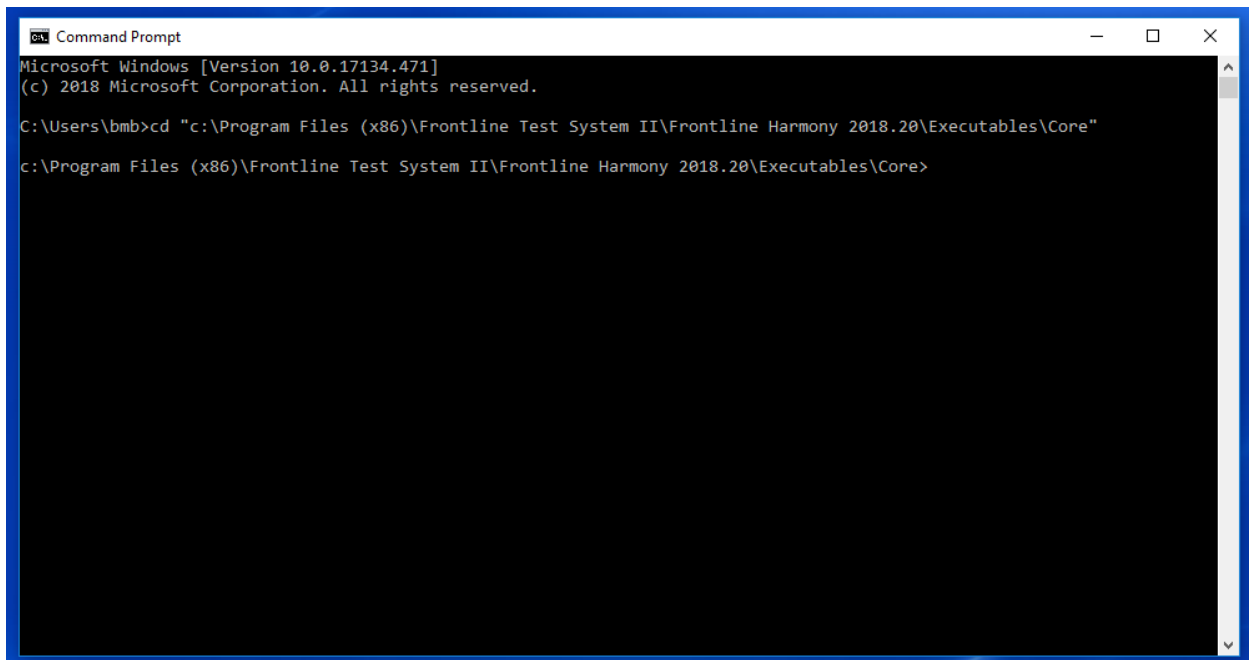 Command Prompt
Microsoft Windows [Version 10.0.17134.471]
(c) 2018 Microsoft Corporation. All rights reserved.
C:\Users\bmb>cd "c:\Program Files (x86)\Frontline Test System II\Frontline Harmony 2018.20\Executables\Core"
c:\Program Files (x86)\Frontline Test System II\Frontline Harmony 2018.20\Executables\Core>